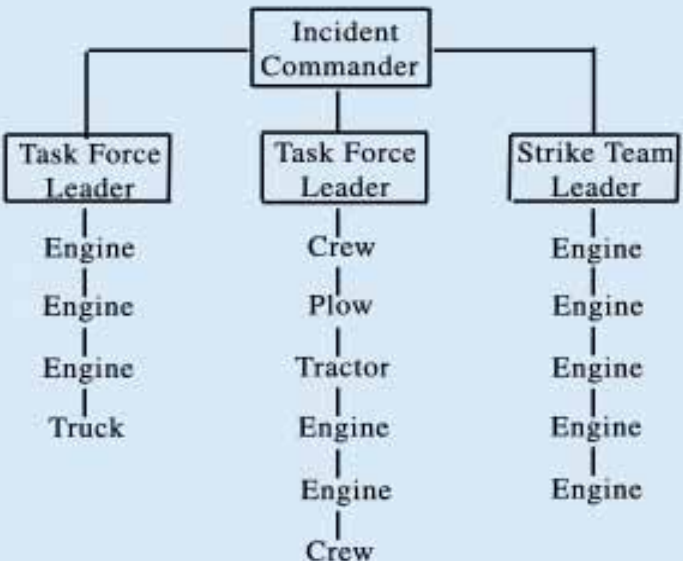 Incident
Commander
Task Force
Leader
Engine
Engine
Engine
Truck
Task Force
Leader
Crew
Plow
Tractor
Engine
Engine
Crew
Strike Team
Leader
Engine
Engine
Engine
Engine
Engine